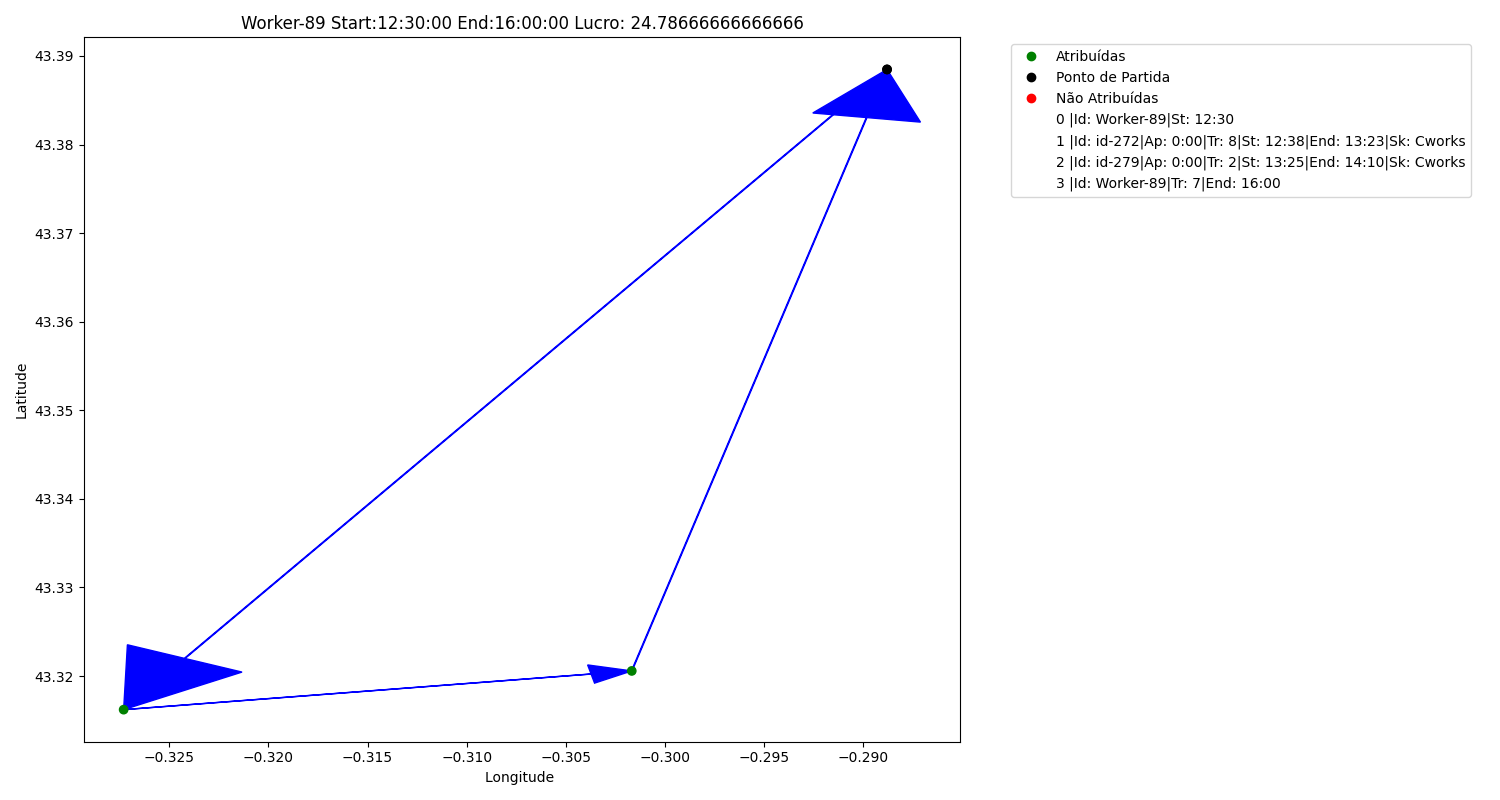 Worker-89 Start:12:30:00 End:16:00:00 Lucro: 24.78666666666666
43.39
43.38
43.37
43.36
43.35
43.34
43.33
43.32
Latitude
−0.325
−0.320
−0.315
−0.310
−0.305
−0.300
−0.295
−0.290
Longitude
Atribuídas
Ponto de Partida
Não Atribuídas
0 |Id: Worker-89|St: 12:30
1 |Id: id-272|Ap: 0:00|Tr: 8|St: 12:38|End: 13:23|Sk: Cworks
2 |Id: id-279|Ap: 0:00|Tr: 2|St: 13:25|End: 14:10|Sk: Cworks
3 |Id: Worker-89|Tr: 7|End: 16:00